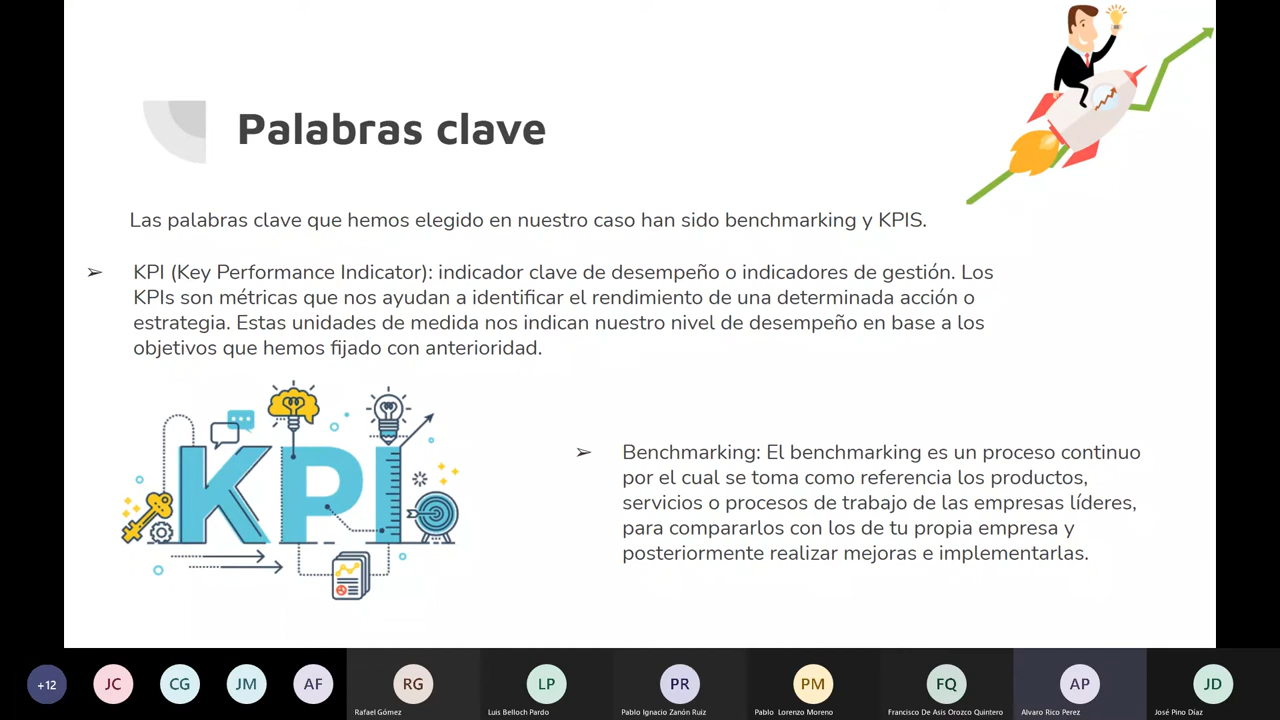 Palabras clave
Las palabras clave que hemos elegido en nuestro caso han sido benchmarking y KPIS.
➢ KPI (Key Performance Indicator): indicador clave de desempeño o indicadores de gestión. Los
KPIs son métricas que nos ayudan a identificar el rendimiento de una determinada acción o
estrategia. Estas unidades de medida nos indican nuestro nivel de desempeño en base a los
objetivos que hemos fijado con anterioridad.
KPI
➢ Benchmarking: El benchmarking es un proceso continuo
por el cual se toma como referencia los productos,
servicios o procesos de trabajo de las empresas líderes,
para compararlos con los de tu propia empresa y
posteriormente realizar mejoras e implementarlas.
+12 JC CG JM AF RG LP PR PM FQ AP JD
Rafael Gómez Luis Belloch Pardo Pablo Ignacio Zanón Ruiz Pablo Lorenzo Moreno Francisco De Asis Orozco Quintero Alvaro Rico Perez José Pino Díaz